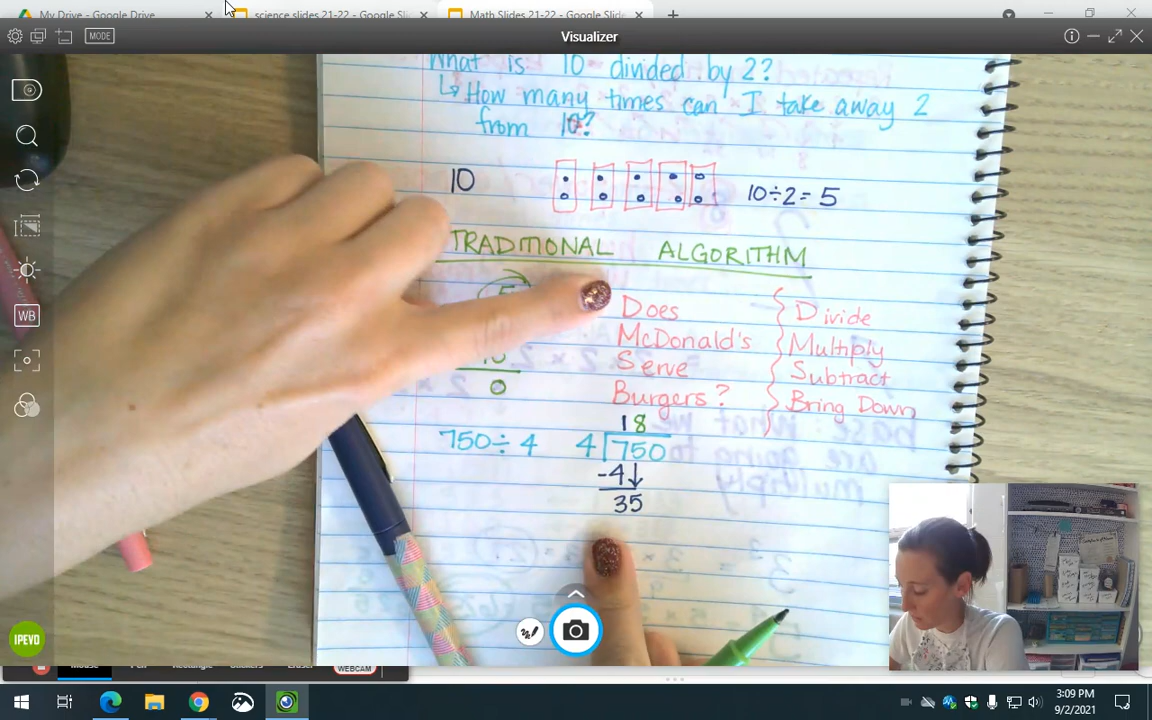 My Drive - Google Drive
science slides 21-22 - Google Sli
Math Slides 21-22 - Google Slide
MODE
Visualizer
What is 10 divided by 2?
↳ How many times can I take away 2
from 10?
10
10÷2=5
TRADITIONAL ALGORITHM
5
0
Does
McDonald's
Serve
Burgers?
Divide
Multiply
Subtract
Bring Down
750÷4
18
4 750
-4↓
35
WB
IPEVO
WEBCAM
3:09 PM
9/2/2021